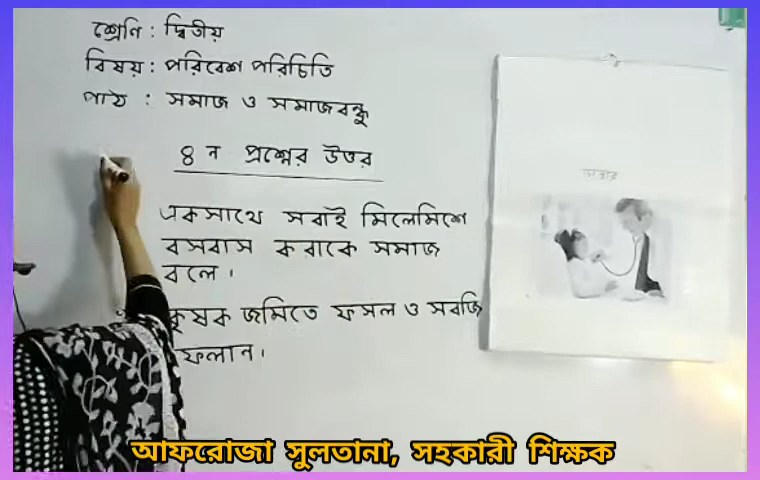 শ্রেণি : দ্বিতীয়
বিষয় : পরিবেশ পরিচিতি
পাঠ : সমাজ ও সমাজবন্ধু
৪ ন প্রশ্নের উত্তর
একসাথে সবাই মিলেমিশে
বসবাস করাকে সমাজ
বলে ।
কৃষক জমিতে ফসল ও সবজি
ফলান ।
আফরোজা সুলতানা, সহকারী শিক্ষক